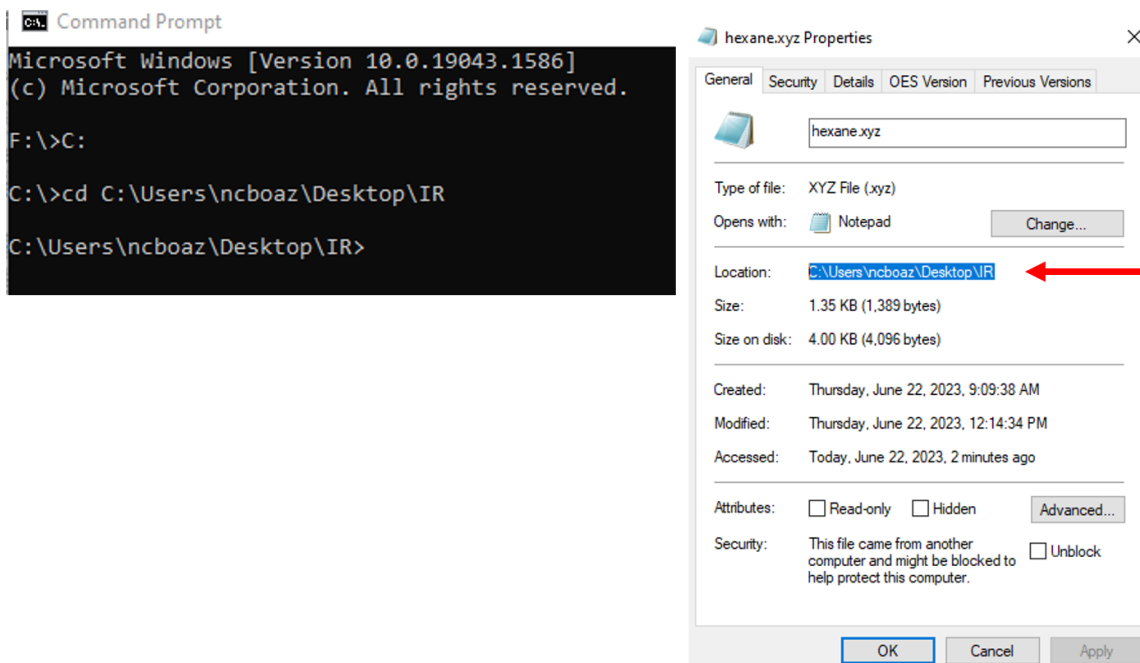 Command Prompt
Microsoft Windows [Version 10.0.19043.1586]
(c) Microsoft Corporation. All rights reserved.
F:\>C:
C:\>cd C:\Users\ncboaz\Desktop\IR
C:\Users\ncboaz\Desktop\IR>
hexane.xyz Properties
General Security Details OES Version Previous Versions
hexane.xyz
Type of file: XYZ File (.xyz)
Opens with: Notepad Change...
Location: C:\Users\ncboaz\Desktop\IR
Size: 1.35 KB (1,389 bytes)
Size on disk: 4.00 KB (4,096 bytes)
Created: Thursday, June 22, 2023, 9:09:38 AM
Modified: Thursday, June 22, 2023, 12:14:34 PM
Accessed: Today, June 22, 2023, 2 minutes ago
Attributes: Read-only Hidden Advanced...
Security: This file came from another
computer and might be blocked to
help protect this computer.
Unblock
OK Cancel Apply